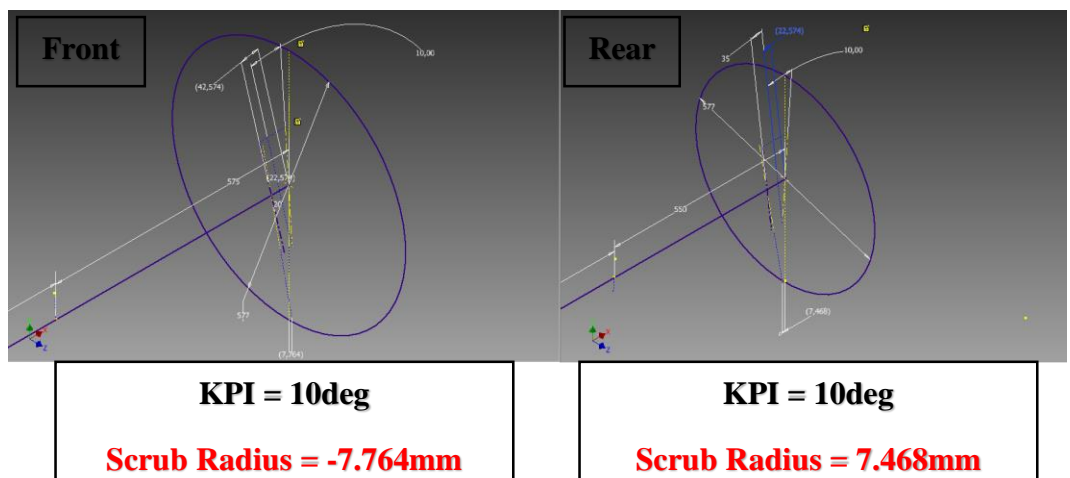 Front
10,00
(42,574)
575
(22,574)
20
577
(7,764)
Rear
(22,574)
35
10,00
577
550
(7,468)
KPI = 10deg
Scrub Radius = -7.764mm
KPI = 10deg
Scrub Radius = 7.468mm